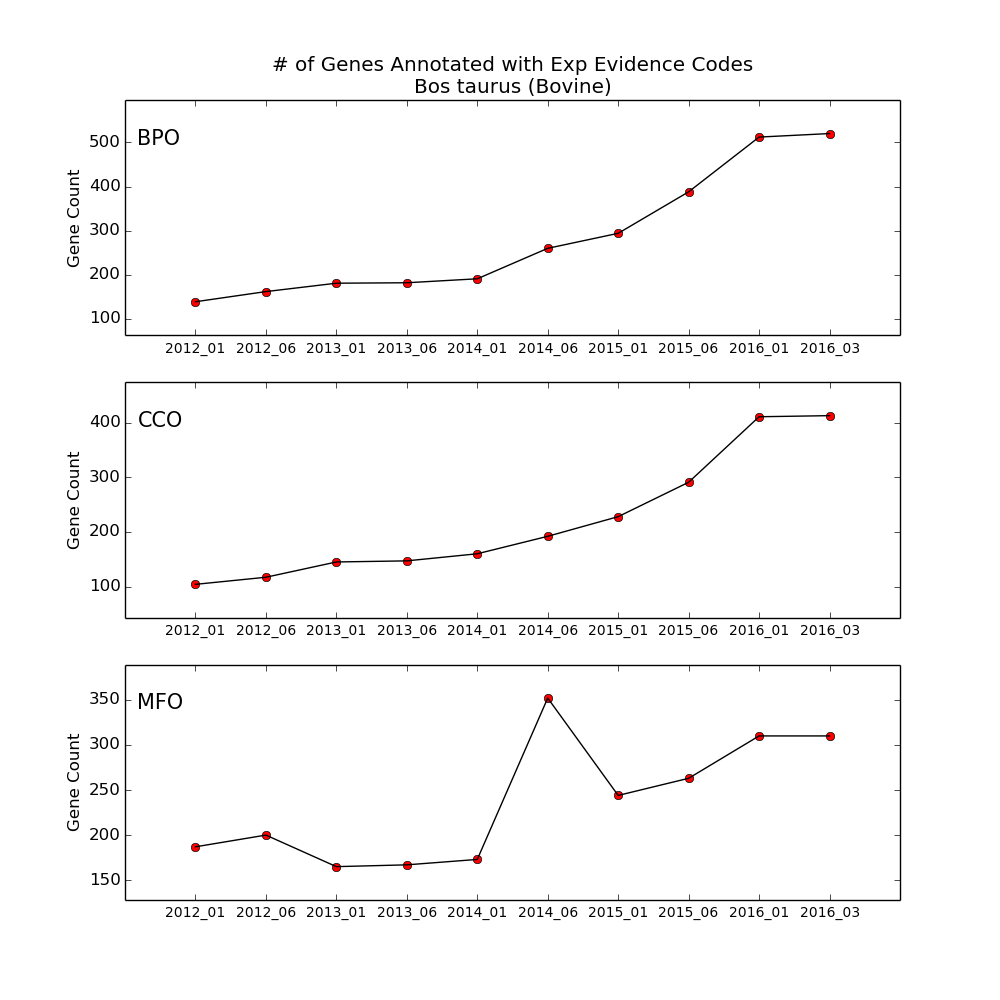 # of Genes Annotated with Exp Evidence Codes
Bos taurus (Bovine)
BPO
Gene Count
500
400
300
200
100
2012_01 2012_06 2013_01 2013_06 2014_01 2014_06 2015_01 2015_06 2016_01 2016_03
CCO
Gene Count
400
300
200
100
2012_01 2012_06 2013_01 2013_06 2014_01 2014_06 2015_01 2015_06 2016_01 2016_03
MFO
Gene Count
350
300
250
200
150
2012_01 2012_06 2013_01 2013_06 2014_01 2014_06 2015_01 2015_06 2016_01 2016_03